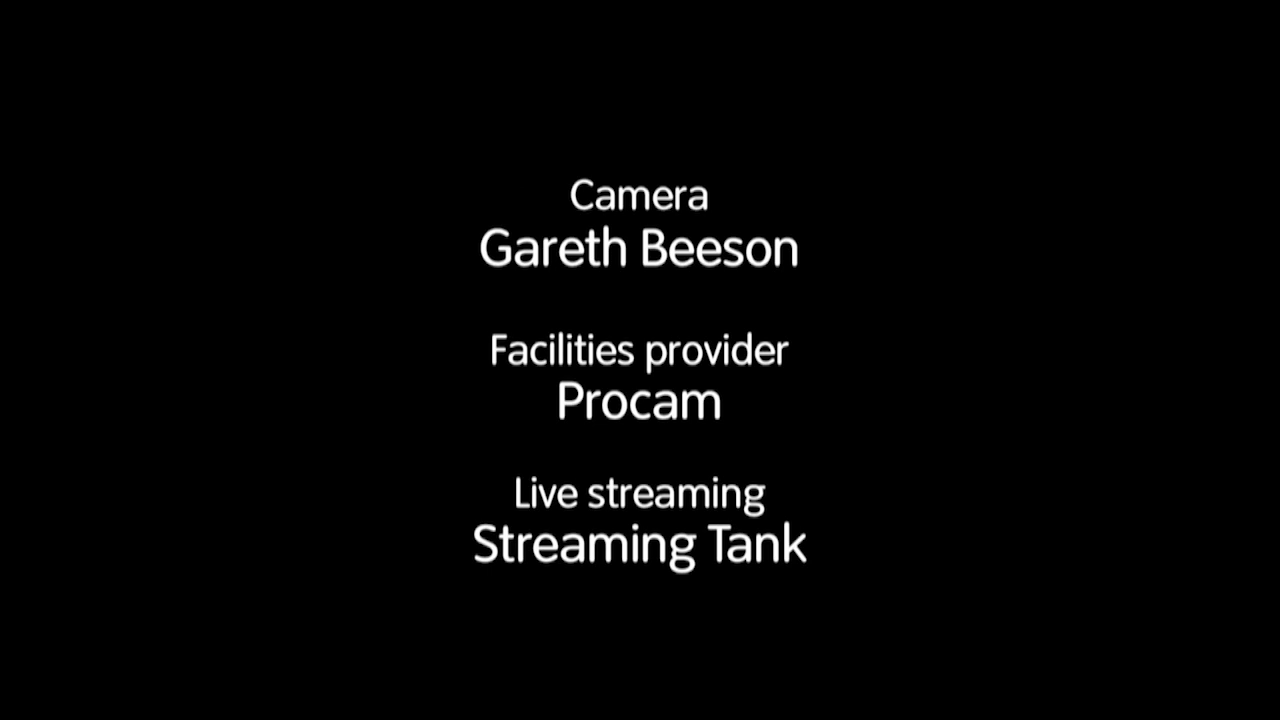 Camera
Gareth Beeson
Facilities provider
Procam
Live streaming
Streaming Tank